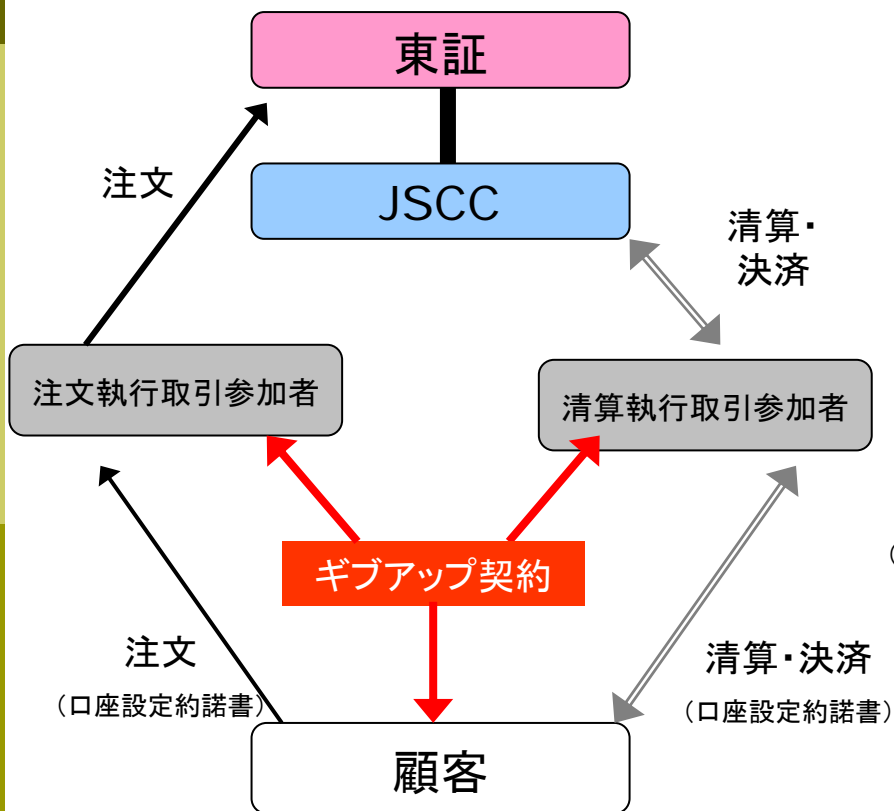 東証
注文
JSCC
清算・
決済
注文執行取引参加者
清算執行取引参加者
ギブアップ契約
(
注文
(口座設定約諾書)
清算・決済
(口座設定約諾書)
顧客